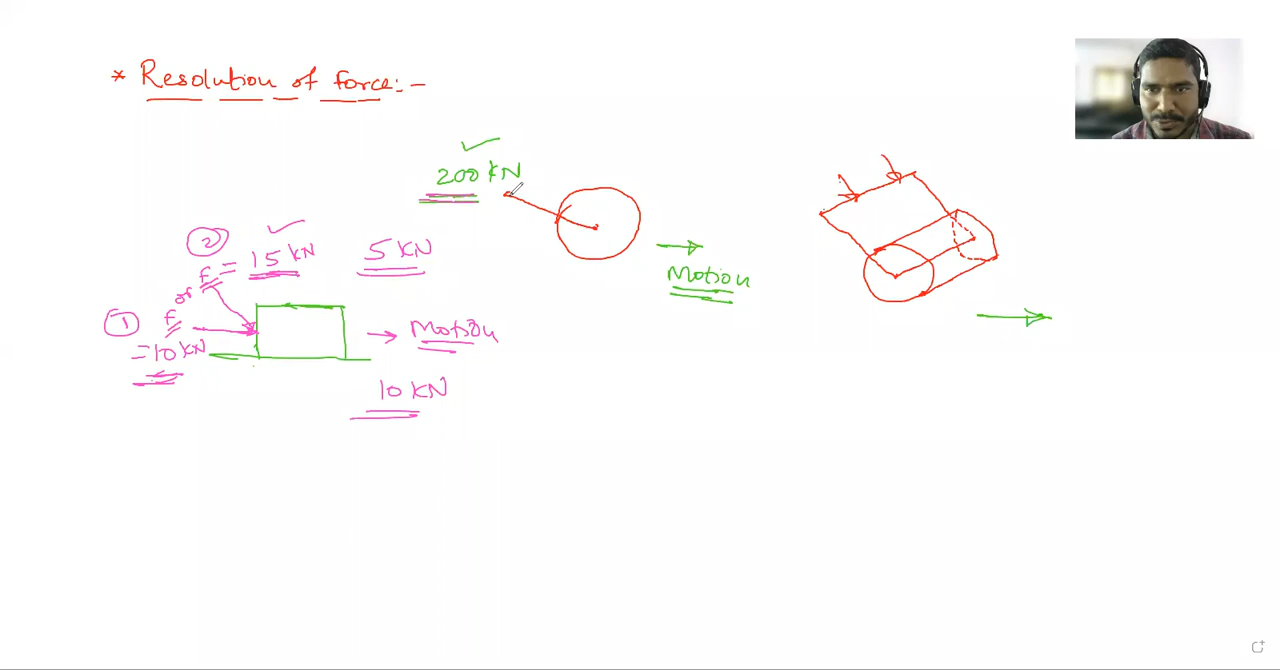 * Resolution of force:-
200 KN
2
f = 15 KN
5 KN
or
1
f
=10 KN
Motion
Motion
10 KN